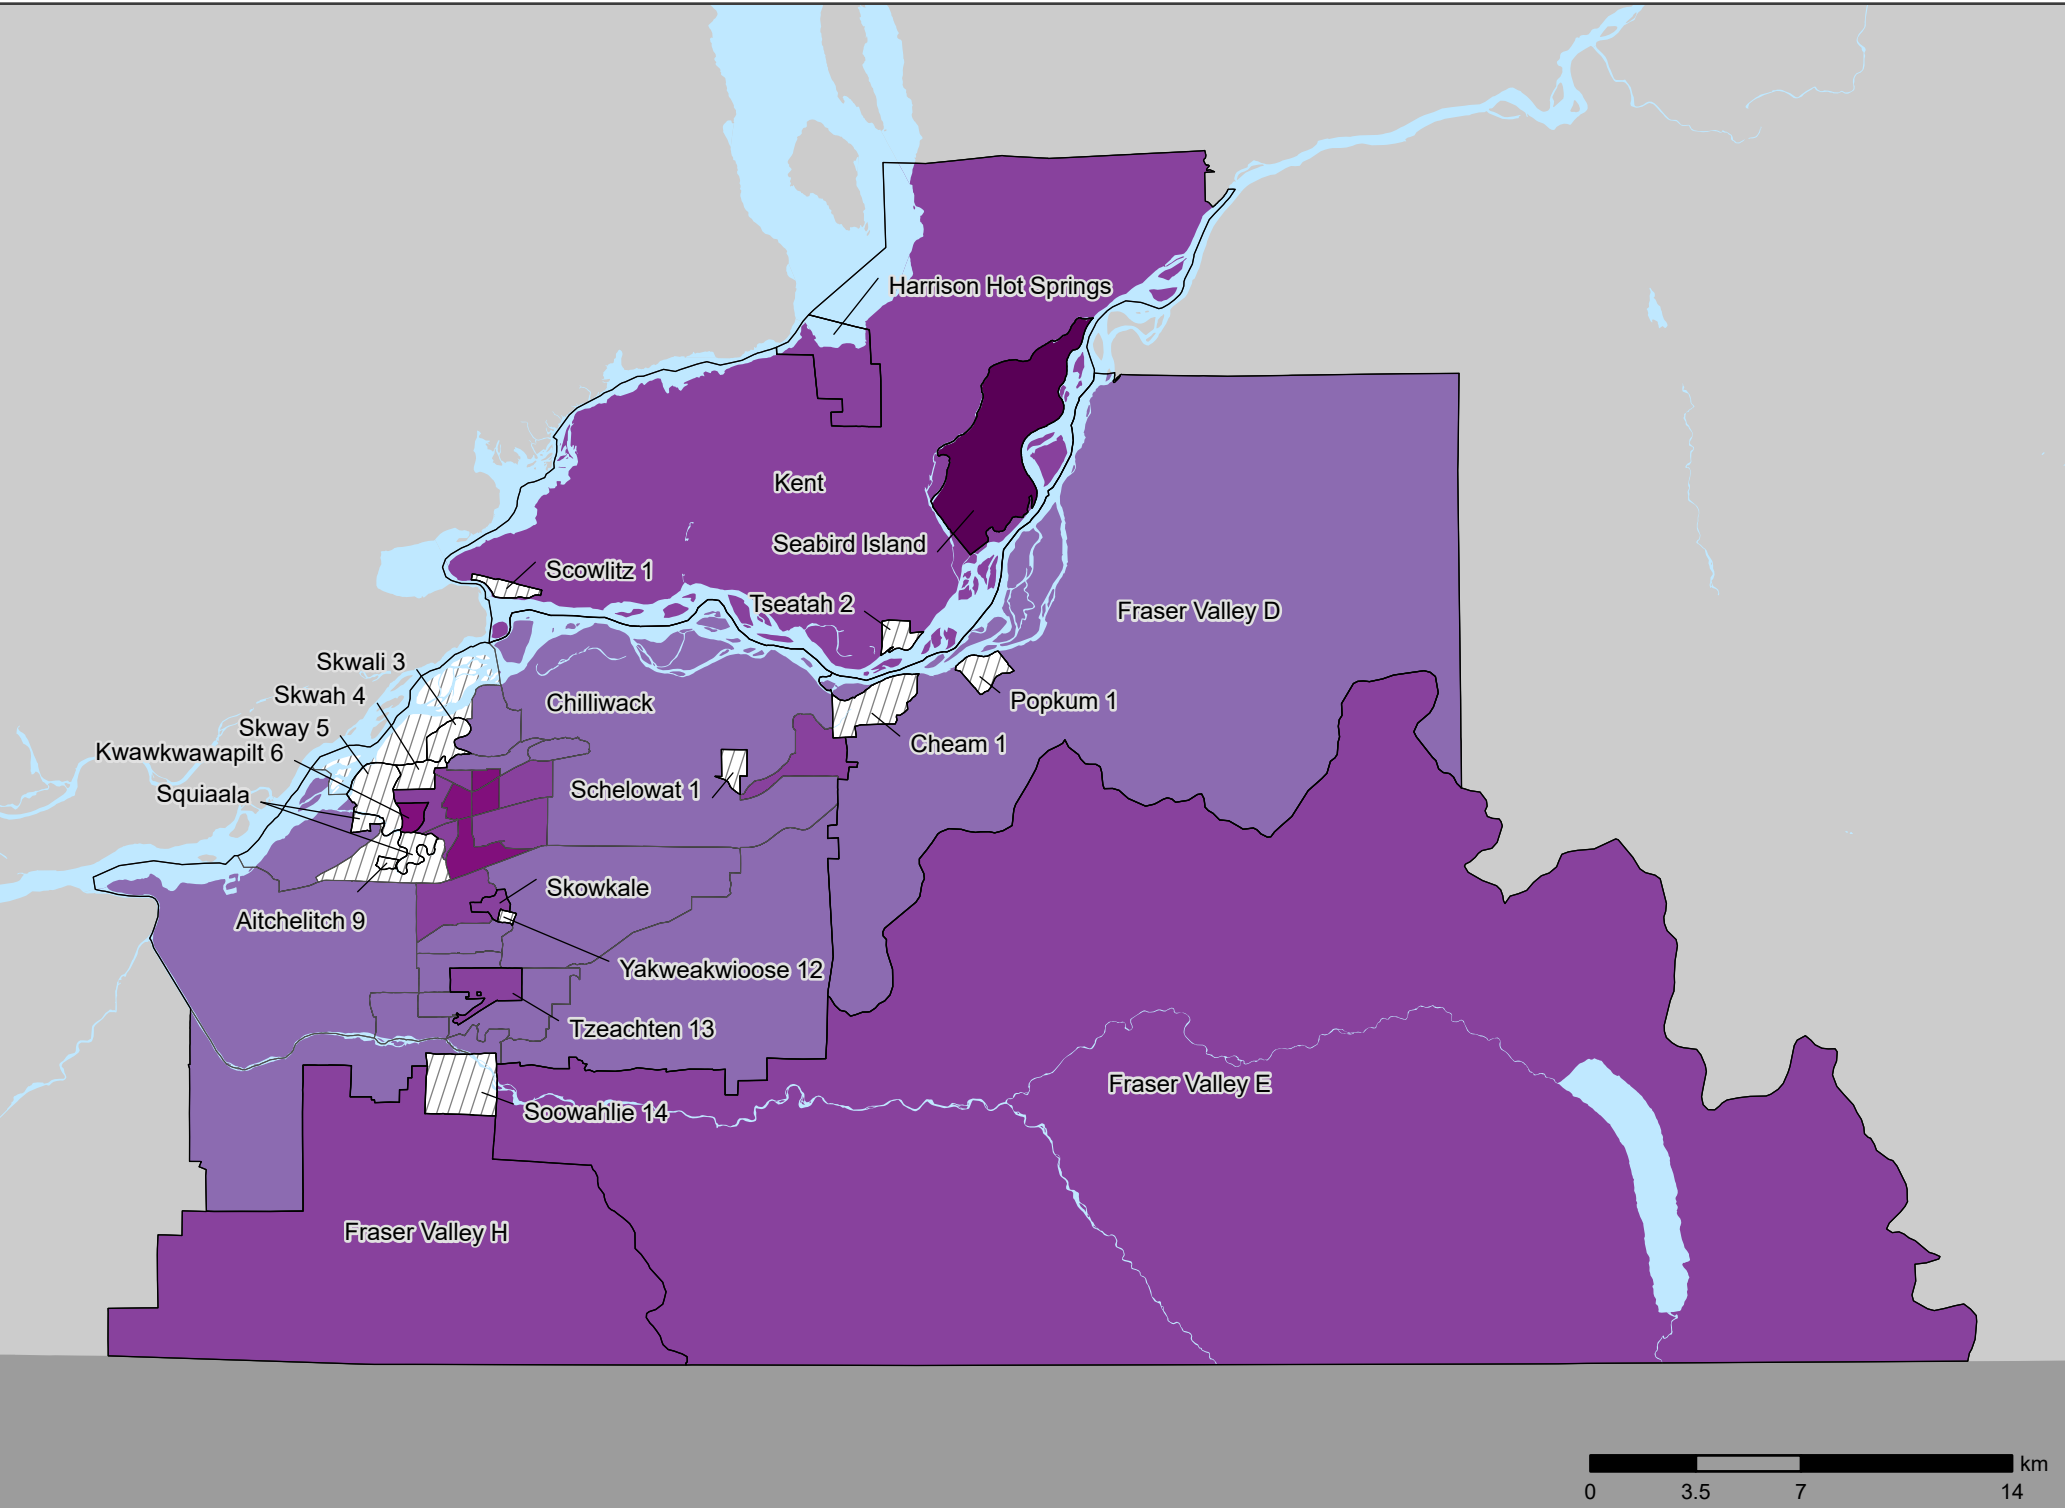 Harrison Hot Springs
Kent
Seabird Island
Scowlitz 1
Tseatah 2
Fraser Valley D
Skwali 3
Skwah 4
Chilliwack
Popkum 1
Skway 5
Cheam 1
Kwawkwawapilt 6
Schelowat 1
Squiaala
Skowkale
Aitchelitch 9
Yakweakwioose 12
Tzeachten 13
Fraser Valley E
Soowahlie 14
Fraser Valley H
km
0 3.5 7 14